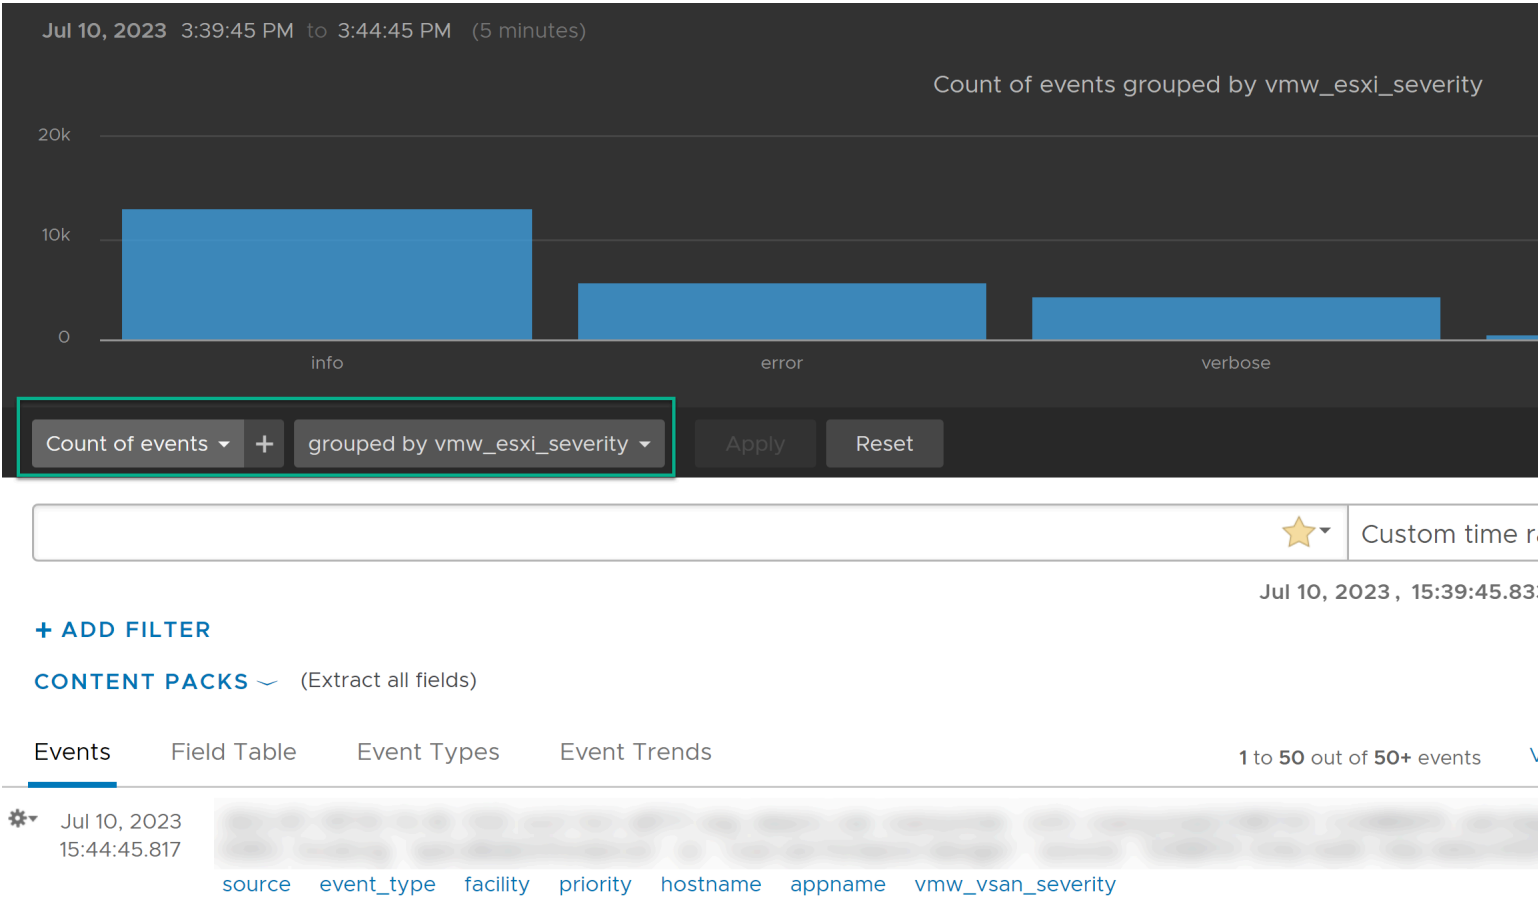 Jul 10, 2023 3:39:45 PM to 3:44:45 PM (5 minutes)
Count of events grouped by vmw_esxi_severity
20k
10k
0
info error verbose
Count of events + grouped by vmw_esxi_severity Apply Reset
Custom time
Jul 10, 2023, 15:39:45.83
+ ADD FILTER
CONTENT PACKS (Extract all fields)
Events Field Table Event Types Event Trends
1 to 50 out of 50+ events
Jul 10, 2023
15:44:45.817
source event_type facility priority hostname appname vmw_vsan_severity